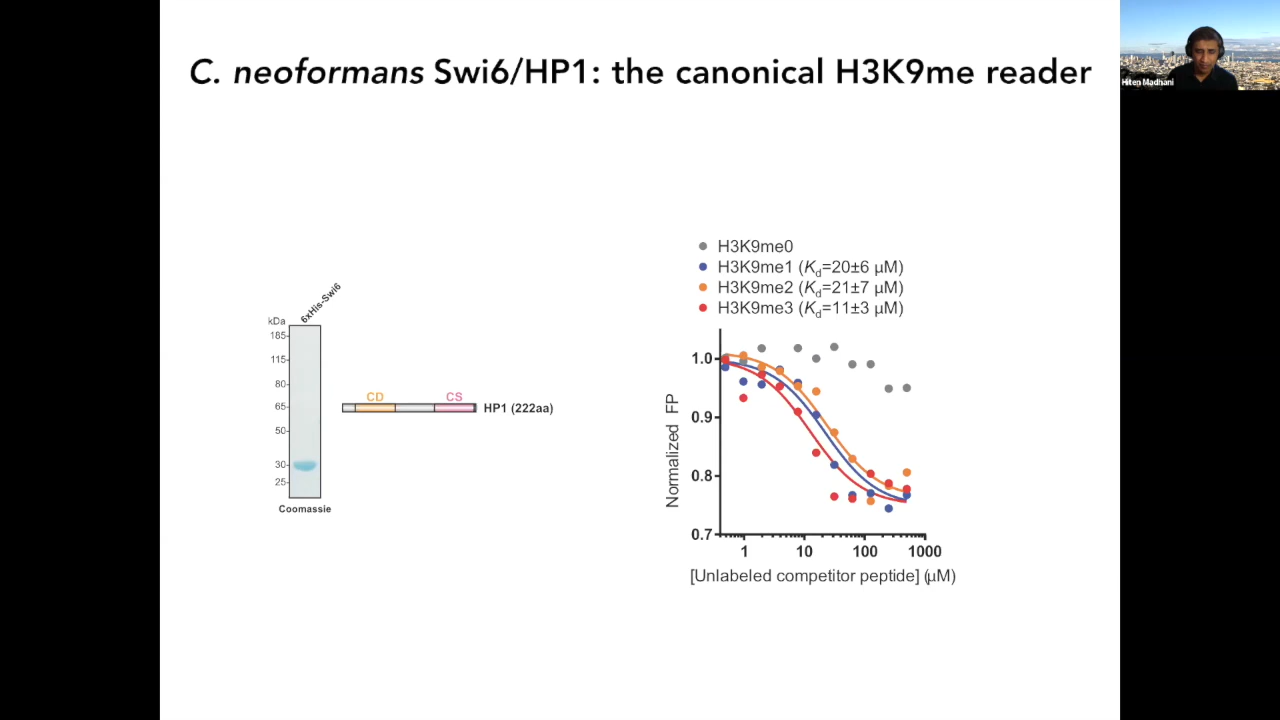 C. neoformans Swi6/HP1: the canonical H3K9me reader
Hiten Madhani
6xHis-Swi6
kDa
185
115
80
65
50
30
25
Coomassie
CD
CS
HP1 (222aa)
H3K9me0
H3K9me1 (Kd=20±6 µM)
H3K9me2 (Kd=21±7 µM)
H3K9me3 (Kd=11±3 µM)
Normalized FP
1.0
0.9
0.8
0.7
1 10 100 1000
[Unlabeled competitor peptide] (µM)